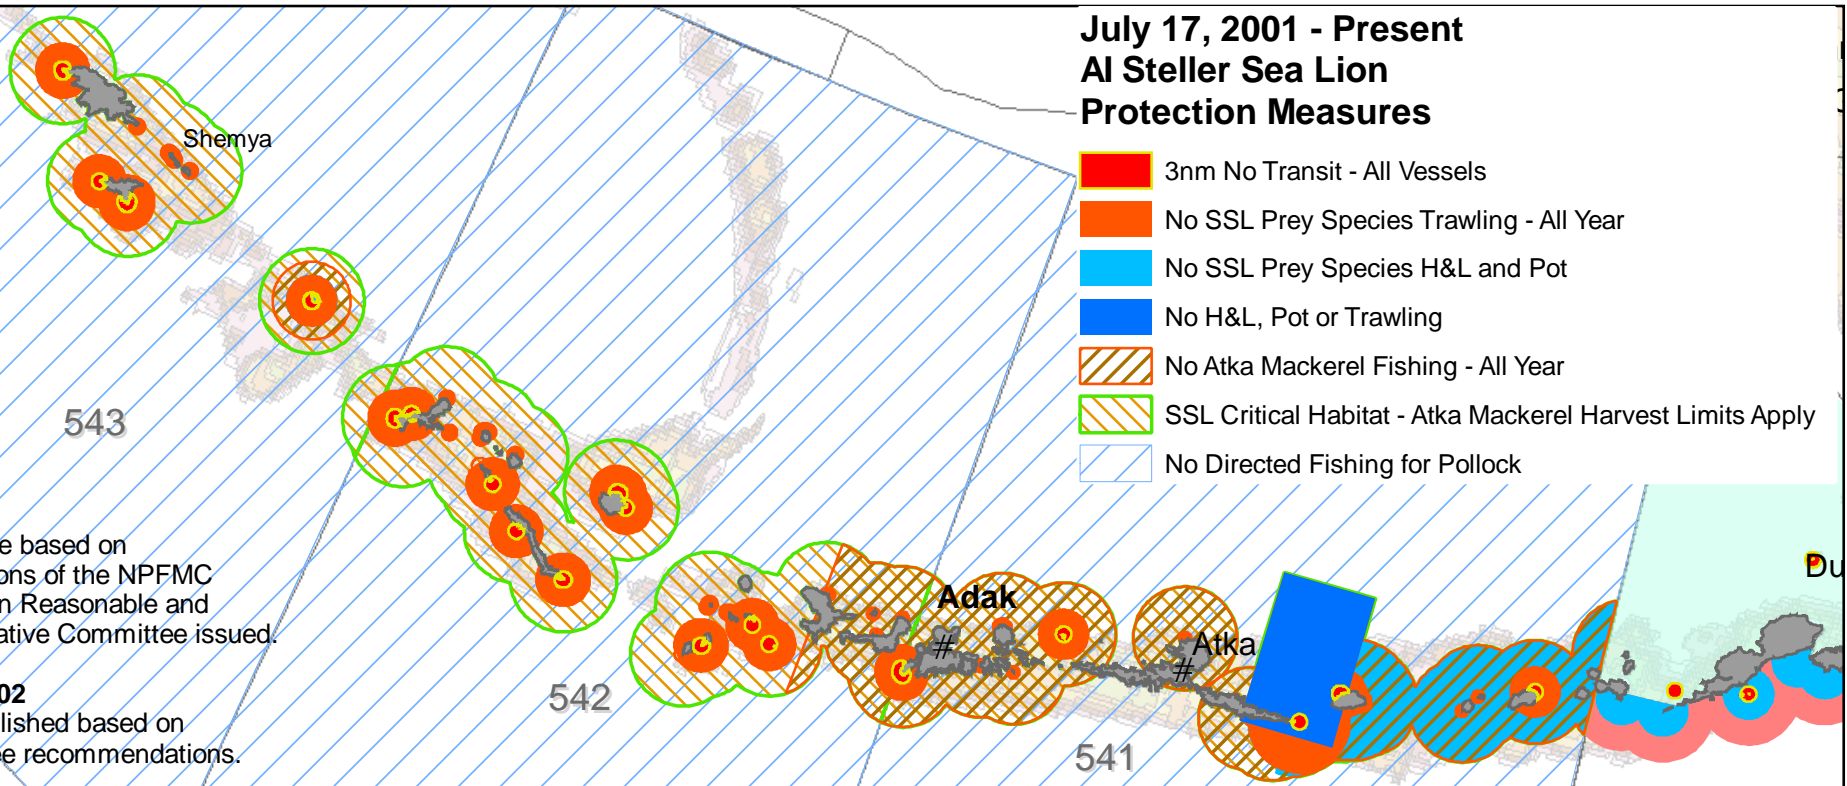 July 17, 2001 - Present
AI Steller Sea Lion
Protection Measures
3nm No Transit - All Vessels
No SSL Prey Species Trawling - All Year
No SSL Prey Species H&L and Pot
No H&L, Pot or Trawling
No Atka Mackerel Fishing - All Year
SSL Critical Habitat - Atka Mackerel Harvest Limits Apply
No Directed Fishing for Pollock
Shemya
543
e based on
ons of the NPFMC
n Reasonable and
ative Committee issued.
02
lished based on
ee recommendations.
542
Adak
#
Atka
#
541
Du